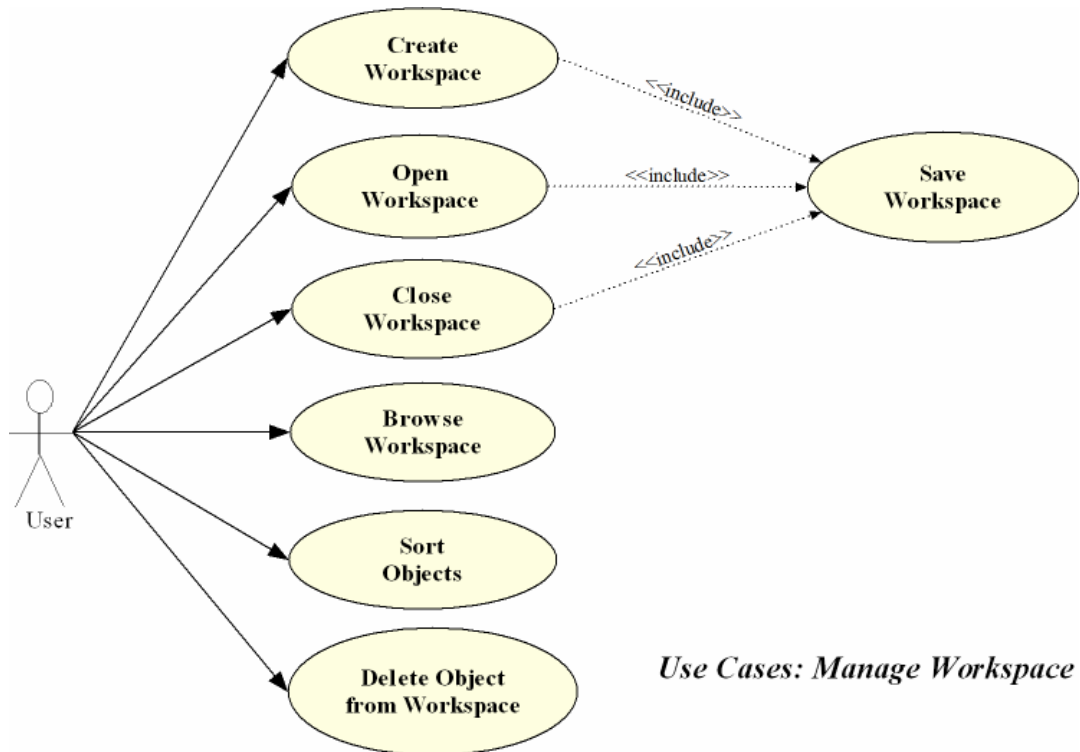 Create
Workspace
<<include>>
Open
Workspace
<<include>>
Save
Workspace
<<include>>
Close
Workspace
Browse
Workspace
User
Sort
Objects
Delete Object
from Workspace
Use Cases: Manage Workspace